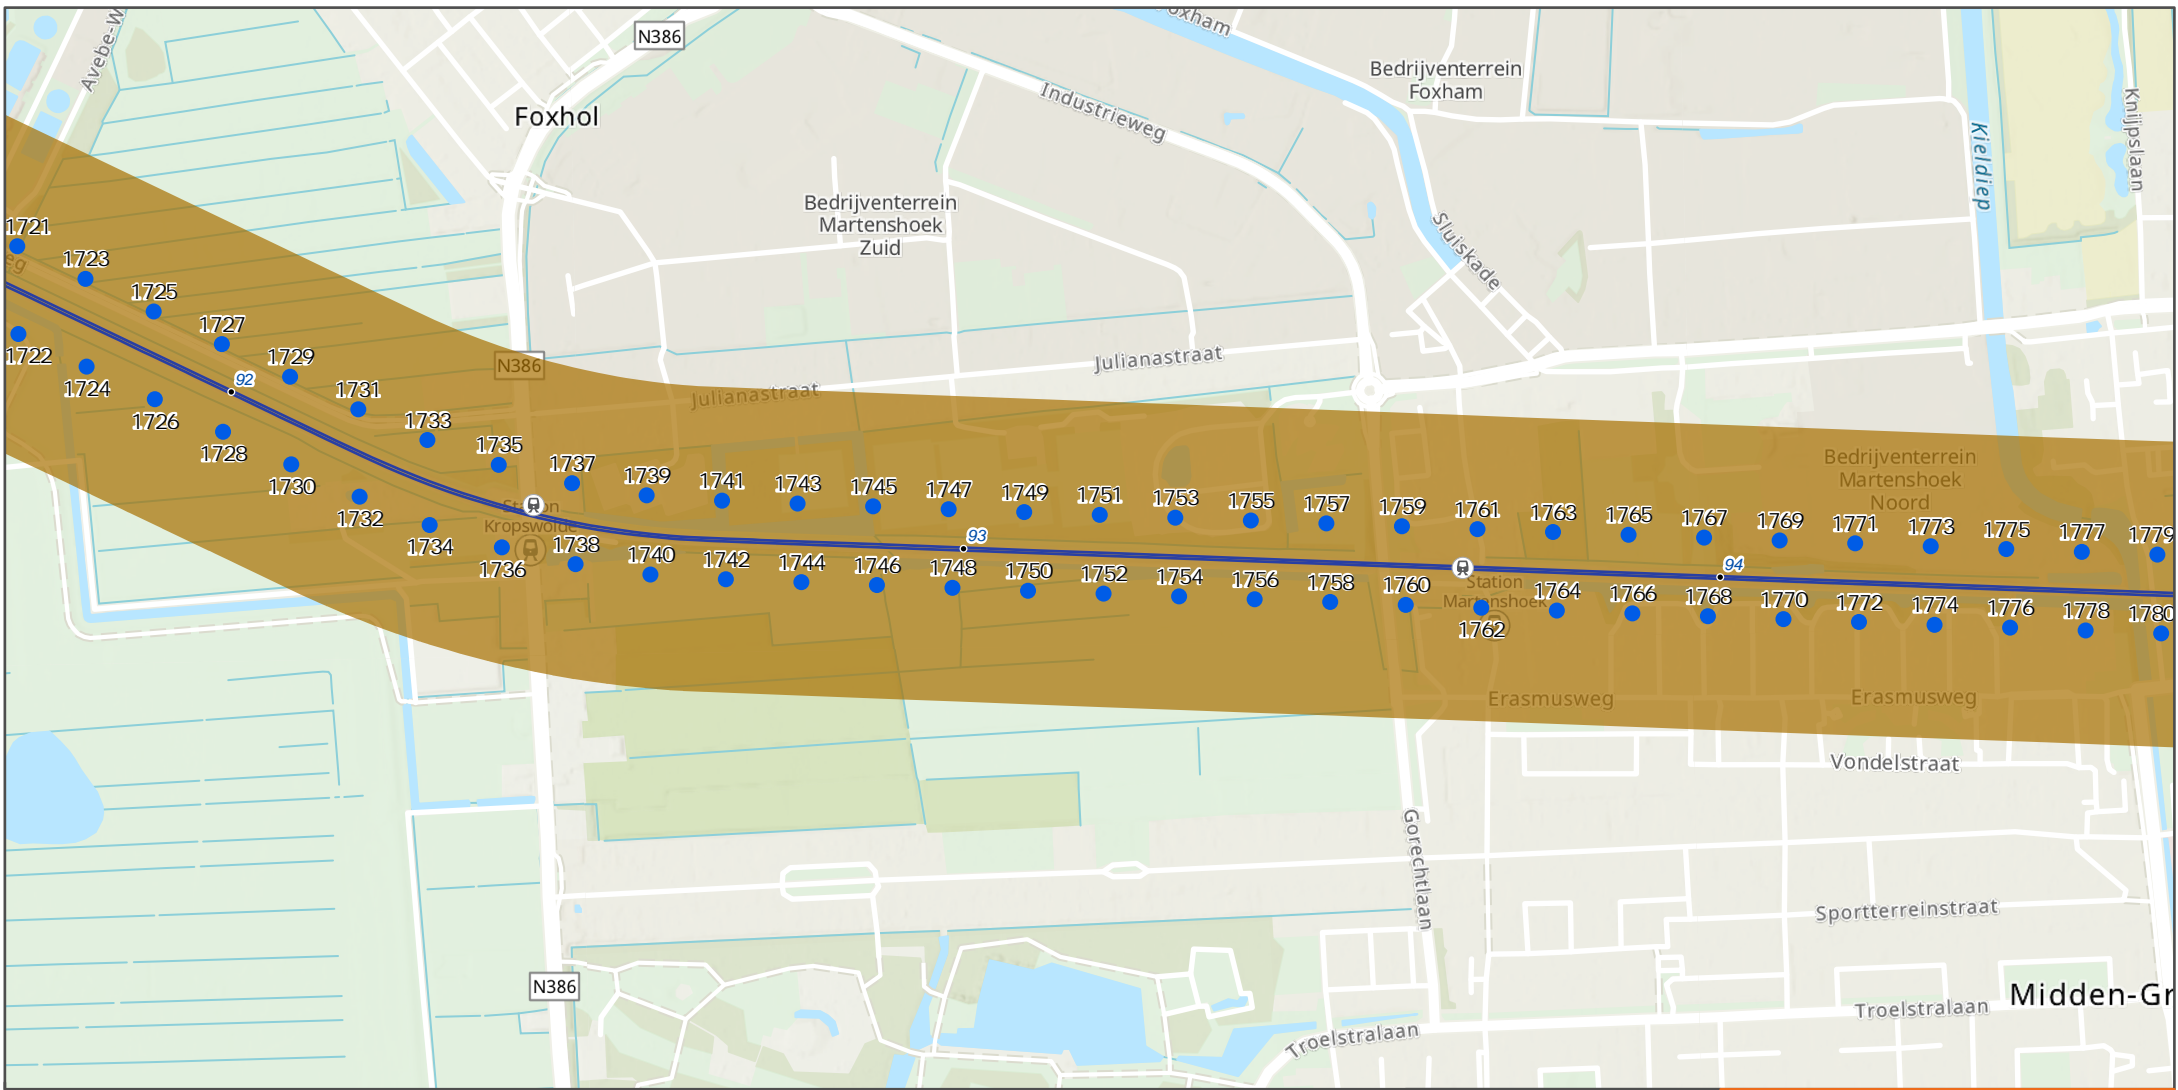 Avebe-W
N386
oxham
Bedrijventerrein
Foxham
Foxhol
Industrieweg
Knijpslaan
Kieldiep
Bedrijventerrein
Martenshoek
Zuid
Sluiskade
1721
eg
1723
1725
1727
1722
1729
1724
92
1731
1726
1733
1728
1735
1730
1737
1732
1739
1734
1741
1736
1743
N386
Julianastraat
Julianastraat
Station
Kropswolde
1738
1740
1742
1744
1745
1746
1747
1748
93
1749
1750
1751
1752
1753
1754
1755
1756
1757
1758
1759
1760
1761
1762
Station
Martenshoek
1763
1764
1765
1766
1767
1768
94
1769
1770
1771
1772
1773
1774
1775
1776
1777
1778
1779
1780
Bedrijventerrein
Martenshoek
Noord
Erasmusweg
Erasmusweg
Vondelstraat
Gorechtlaan
Sportterreinstraat
N386
Midden-Gr
Troelstralaan
Troelstralaan